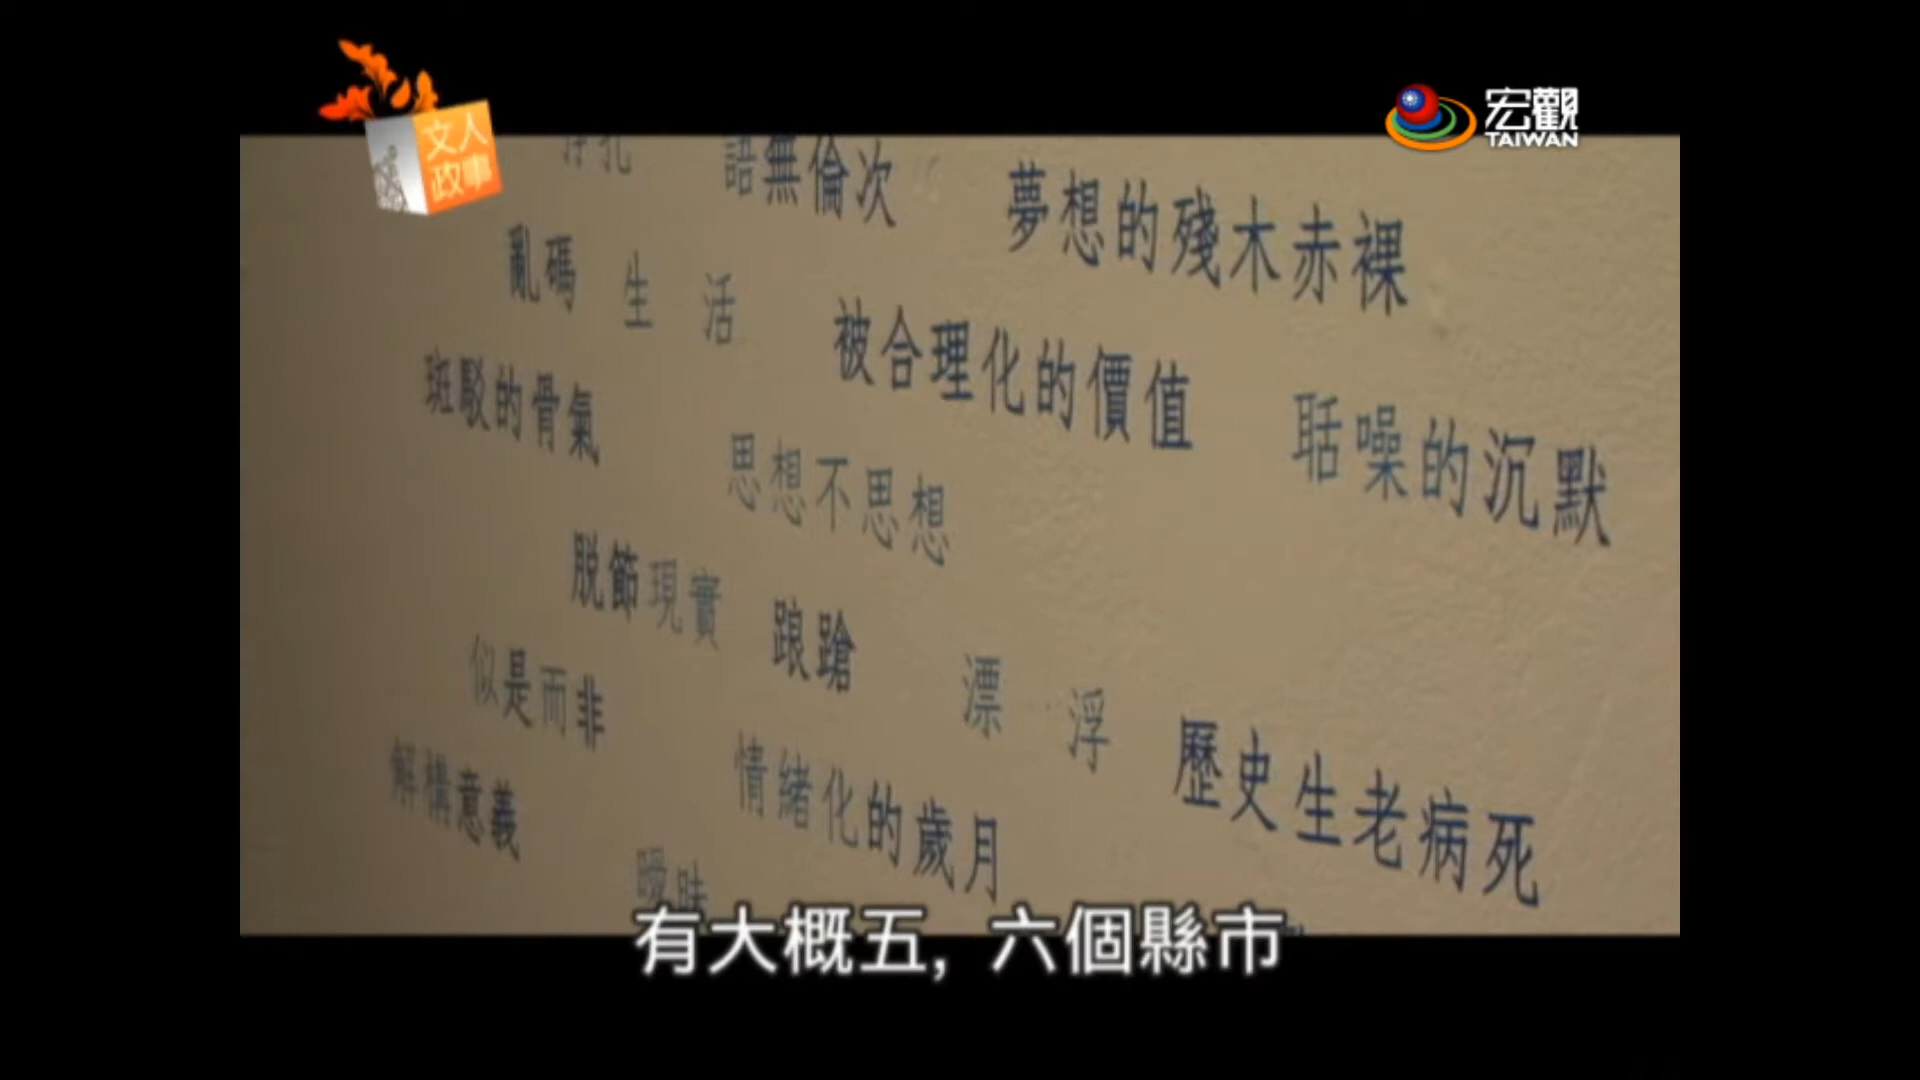 文人
政事
宏觀
TAIWAN
語無倫次
夢想的殘木赤裸
亂碼 生 活
被合理化的價值
聒噪的沉默
斑駁的骨氣
思想不思想
脫節現實
踉蹌
漂 浮
歷史生老病死
似是而非
情緒化的歲月
解構意義
曖昧
有大概五, 六個縣市